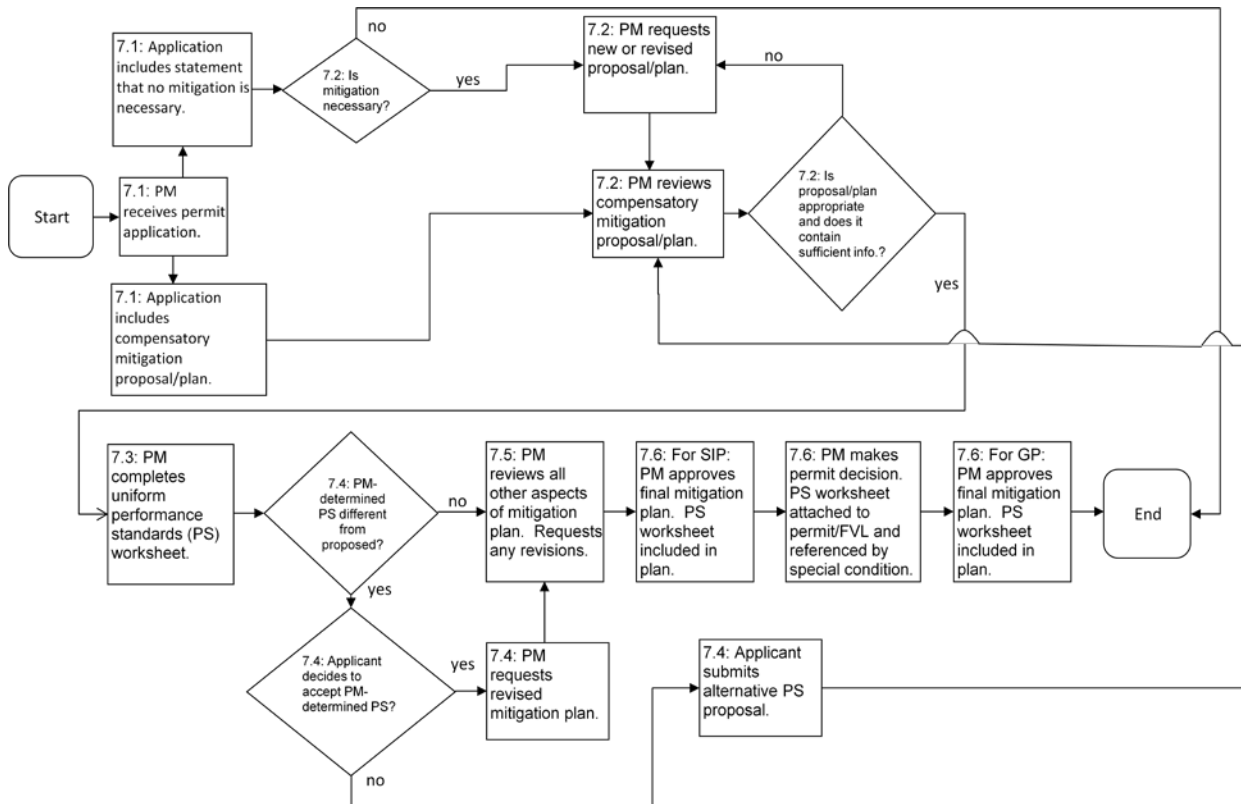 no
7.1: Application
includes statement
that no mitigation is
necessary.
7.2: Is
mitigation
necessary?
yes
7.2: PM requests
new or revised
proposal/plan.
no
Start
7.1: PM
receives permit
application.
7.2: PM reviews
compensatory
mitigation
proposal/plan.
7.2: Is
proposal/plan
appropriate
and does it
contain
sufficient info.?
yes
7.1: Application
includes
compensatory
mitigation
proposal/plan.
7.3: PM
completes
uniform
performance
standards (PS)
worksheet.
7.4: PM-
determined
PS different
from
proposed?
no
7.5: PM
reviews all
other aspects
of mitigation
plan. Requests
any revisions.
7.6: For SIP:
PM approves
final mitigation
plan. PS
worksheet
included in
plan.
7.6: PM makes
permit decision.
PS worksheet
attached to
permit/FVL and
referenced by
special condition.
7.6: For GP:
PM approves
final mitigation
plan. PS
worksheet
included in
plan.
End
yes
7.4: Applicant
decides to
accept PM-
determined PS?
yes
7.4: PM
requests
revised
mitigation plan.
7.4: Applicant
submits
alternative PS
proposal.
no